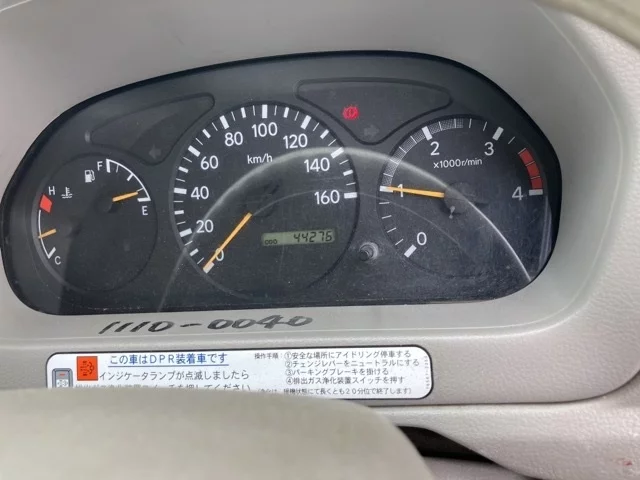 F
E
H
C
0
20
40
60
80
100
120
140
160
km/h
ODO 44276
0
1
2
3
4
x1000r/min
1110-0040
この車はDPR装着車です
インジケータランプが点滅しましたら
操作手順：①安全な場所にアイドリング停車する
②チェンジレバーをニュートラルにする
③パーキングブレーキを掛ける
④排出ガス浄化装置スイッチを押す